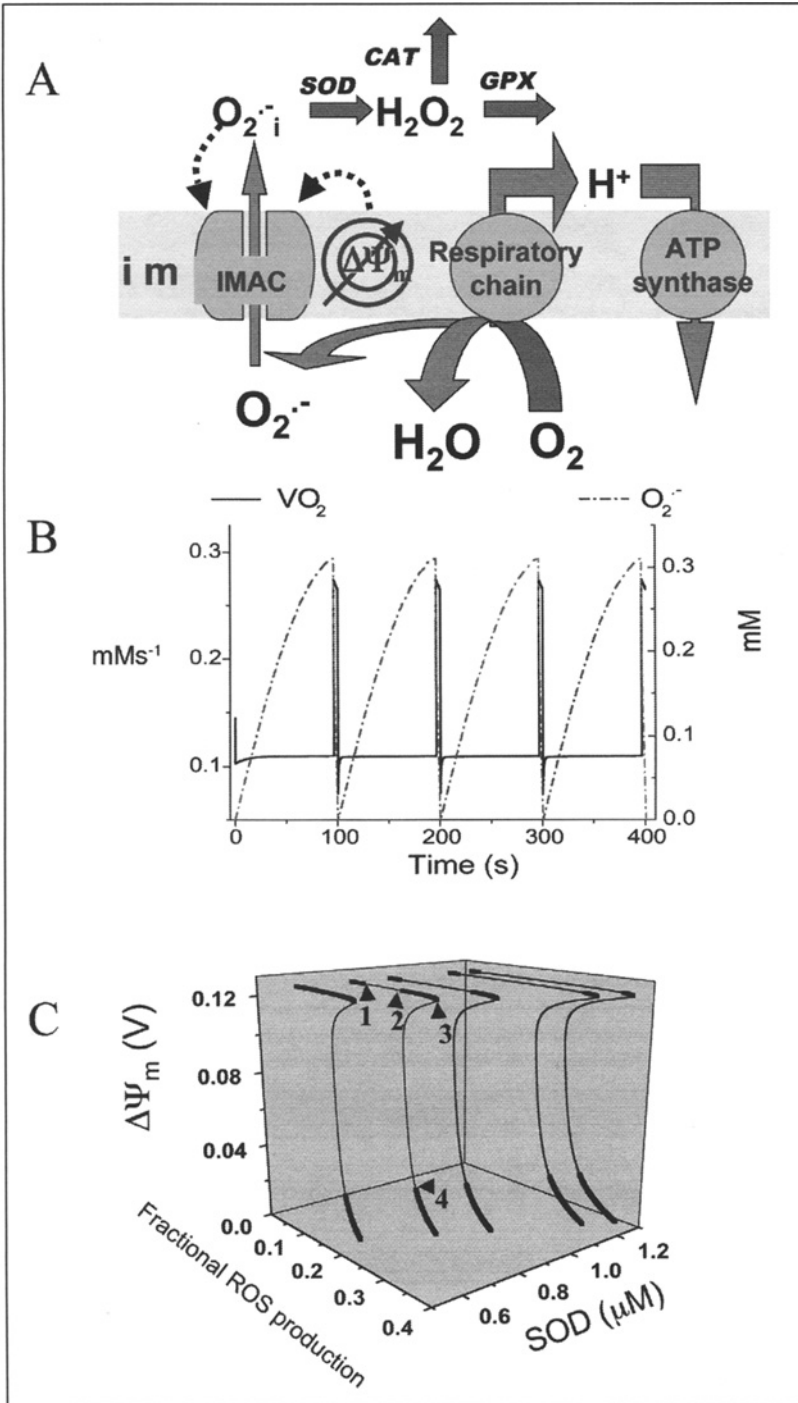 A
CAT
SOD
GPX
O₂·⁻ i
H₂O₂
H⁺
i m
IMAC
ΔΨm
Respiratory
chain
ATP
synthase
O₂·⁻
H₂O
O₂
B
VO₂
O₂·⁻
0.3
0.2
0.1
mMs⁻¹
0.3
0.2
0.1
0.0
mM
0
100
200
300
400
Time (s)
C
0.12
0.08
0.04
0.0
ΔΨm (V)
1
2
3
4
0.1
0.2
0.3
0.4
Fractional ROS production
0.6
0.8
1.0
1.2
SOD (μM)